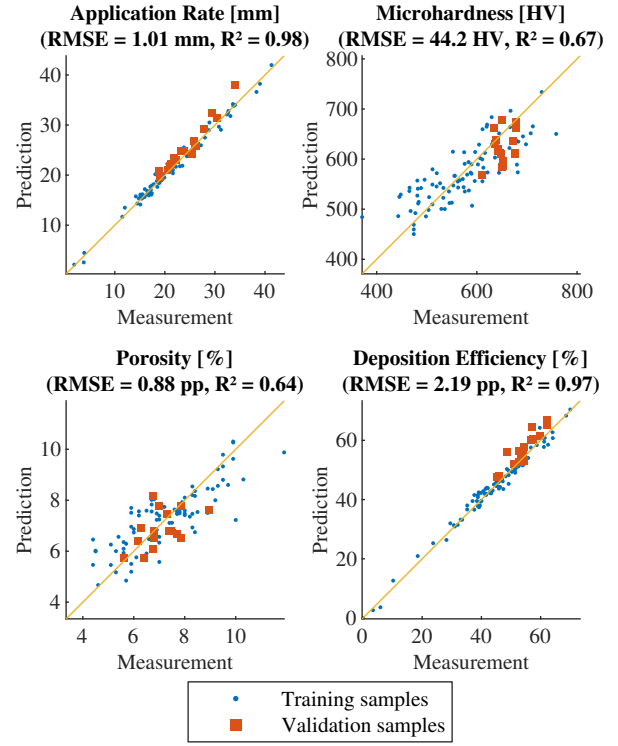 Application Rate [mm]
(RMSE = 1.01 mm, R² = 0.98)
40
30
20
10
10
20
30
40
Prediction
Measurement
Microhardness [HV]
(RMSE = 44.2 HV, R² = 0.67)
800
700
600
500
400
400
600
800
Prediction
Measurement
Porosity [%]
(RMSE = 0.88 pp, R² = 0.64)
10
8
6
4
4
6
8
10
Prediction
Measurement
Deposition Efficiency [%]
(RMSE = 2.19 pp, R² = 0.97)
60
40
20
0
0
20
40
60
Prediction
Measurement
Training samples
Validation samples